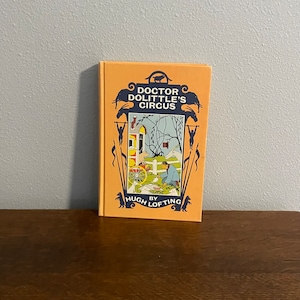 DOCTOR
DOLITTLE'S
CIRCUS
BY
HUGH LOFTING